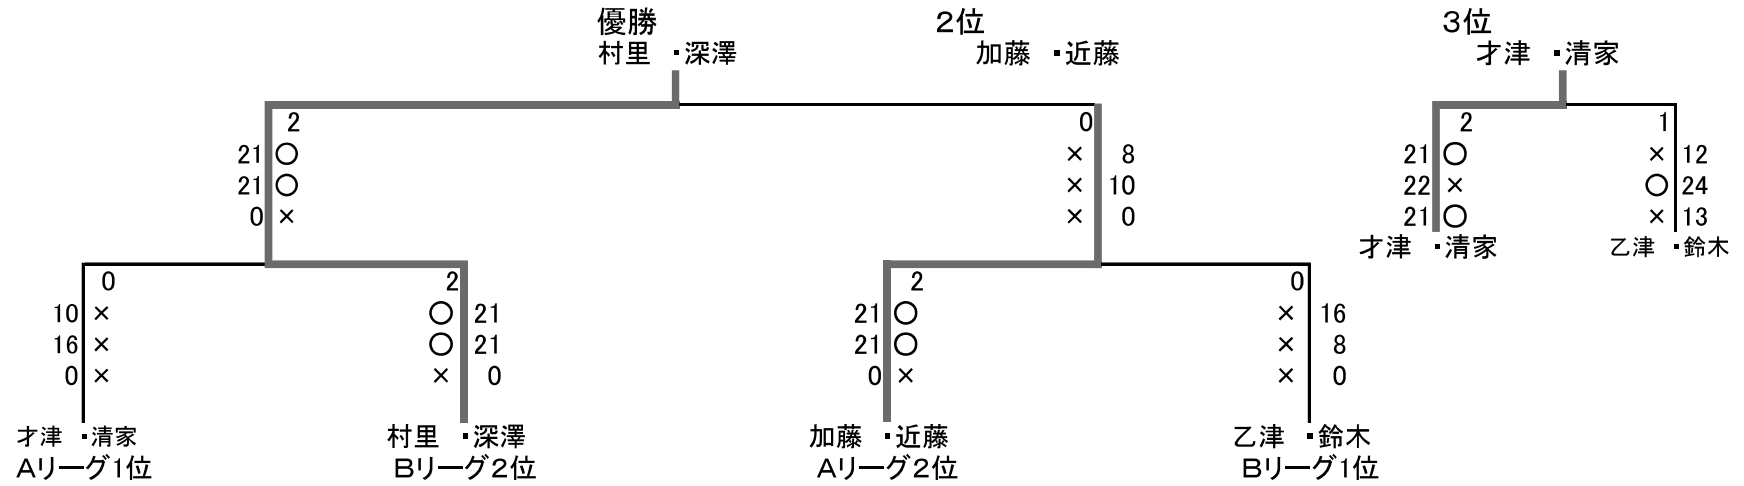 優勝 2位 3位
村里 ・深澤 加藤 ・近藤 才津 ・清家
2 0 2 1
21 ○ × 8 21 ○ × 12
21 ○ × 10 22 × ○ 24
0 × × 0 21 ○ × 13
才津 ・清家 乙津 ・鈴木
0 2 2 0
10 × ○ 21 21 ○ × 16
16 × ○ 21 21 ○ × 8
0 × × 0 0 × × 0
才津 ・清家 村里 ・深澤 加藤 ・近藤 乙津 ・鈴木
Aリーグ1位 Bリーグ2位 Aリーグ2位 Bリーグ1位